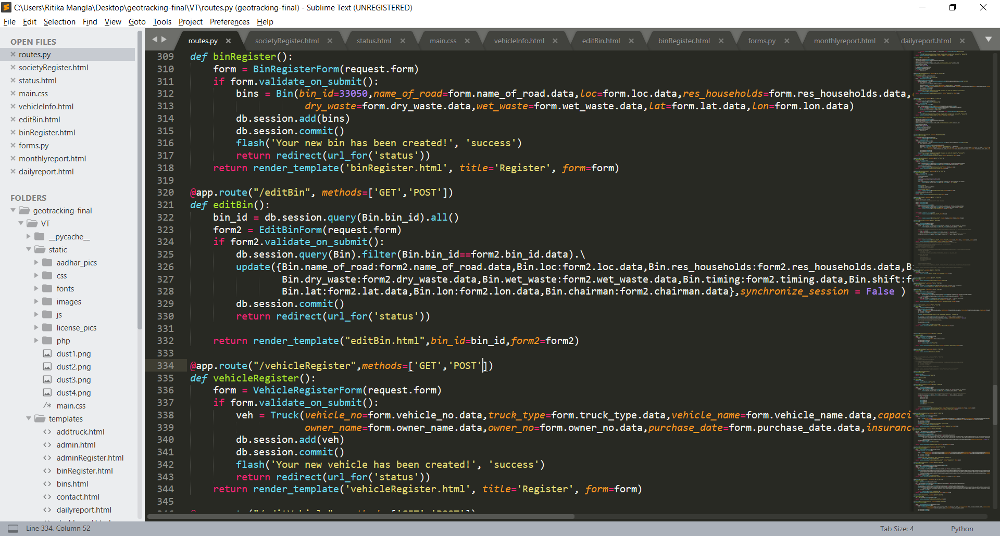 C:\Users\Ritika Mangla\Desktop\geotracking-final\VT\routes.py (geotracking-final) - Sublime Text (UNREGISTERED)
File Edit Selection Find View Goto Tools Project Preferences Help
OPEN FILES
routes.py
societyRegister.html
status.html
main.css
vehicleInfo.html
editBin.html
binRegister.html
forms.py
monthlyreport.html
dailyreport.html
FOLDERS
geotracking-final
VT
__pycache__
static
aadhar_pics
css
fonts
images
js
license_pics
php
dust1.png
dust2.png
dust3.png
dust4.png
/* main.css
templates
<> addtruck.html
<> admin.html
<> adminRegister.html
<> binRegister.html
<> bins.html
<> contact.html
<> dailyreport.html
routes.py societyRegister.html status.html main.css vehicleInfo.html editBin.html binRegister.html forms.py monthlyreport.html dailyreport.html
309 def binRegister():
310     form = BinRegisterForm(request.form)
311     if form.validate_on_submit():
312         bins = Bin(bin_id=33050,name_of_road=form.name_of_road.data,loc=form.loc.data,res_households=form.res_households.data,
313                     dry_waste=form.dry_waste.data,wet_waste=form.wet_waste.data,lat=form.lat.data,lon=form.lon.data)
314         db.session.add(bins)
315         db.session.commit()
316         flash('Your new bin has been created!', 'success')
317         return redirect(url_for('status'))
318     return render_template('binRegister.html', title='Register', form=form)
319
320 @app.route("/editBin", methods=['GET','POST'])
321 def editBin():
322     bin_id = db.session.query(Bin.bin_id).all()
323     form2 = EditBinForm(request.form)
324     if form2.validate_on_submit():
325         db.session.query(Bin).filter(Bin.bin_id==form2.bin_id.data).\
326         update({Bin.name_of_road:form2.name_of_road.data,Bin.loc:form2.loc.data,Bin.res_households:form2.res_households.data,B
327                 Bin.dry_waste:form2.dry_waste.data,Bin.wet_waste:form2.wet_waste.data,Bin.timing:form2.timing.data,Bin.shift:f
328                 Bin.lat:form2.lat.data,Bin.lon:form2.lon.data,Bin.chairman:form2.chairman.data},synchronize_session = False )
329         db.session.commit()
330         return redirect(url_for('status'))
331
332     return render_template("editBin.html",bin_id=bin_id,form2=form2)
333
334 @app.route("/vehicleRegister",methods=['GET','POST'])
335 def vehicleRegister():
336     form = VehicleRegisterForm(request.form)
337     if form.validate_on_submit():
338         veh = Truck(vehicle_no=form.vehicle_no.data,truck_type=form.truck_type.data,vehicle_name=form.vehicle_name.data,capaci
339                     owner_name=form.owner_name.data,owner_no=form.owner_no.data,purchase_date=form.purchase_date.data,insuranc
340         db.session.add(veh)
341         db.session.commit()
342         flash('Your new vehicle has been created!', 'success')
343         return redirect(url_for('status'))
344     return render_template('vehicleRegister.html', title='Register', form=form)
345
Line 334, Column 52
Tab Size: 4
Python